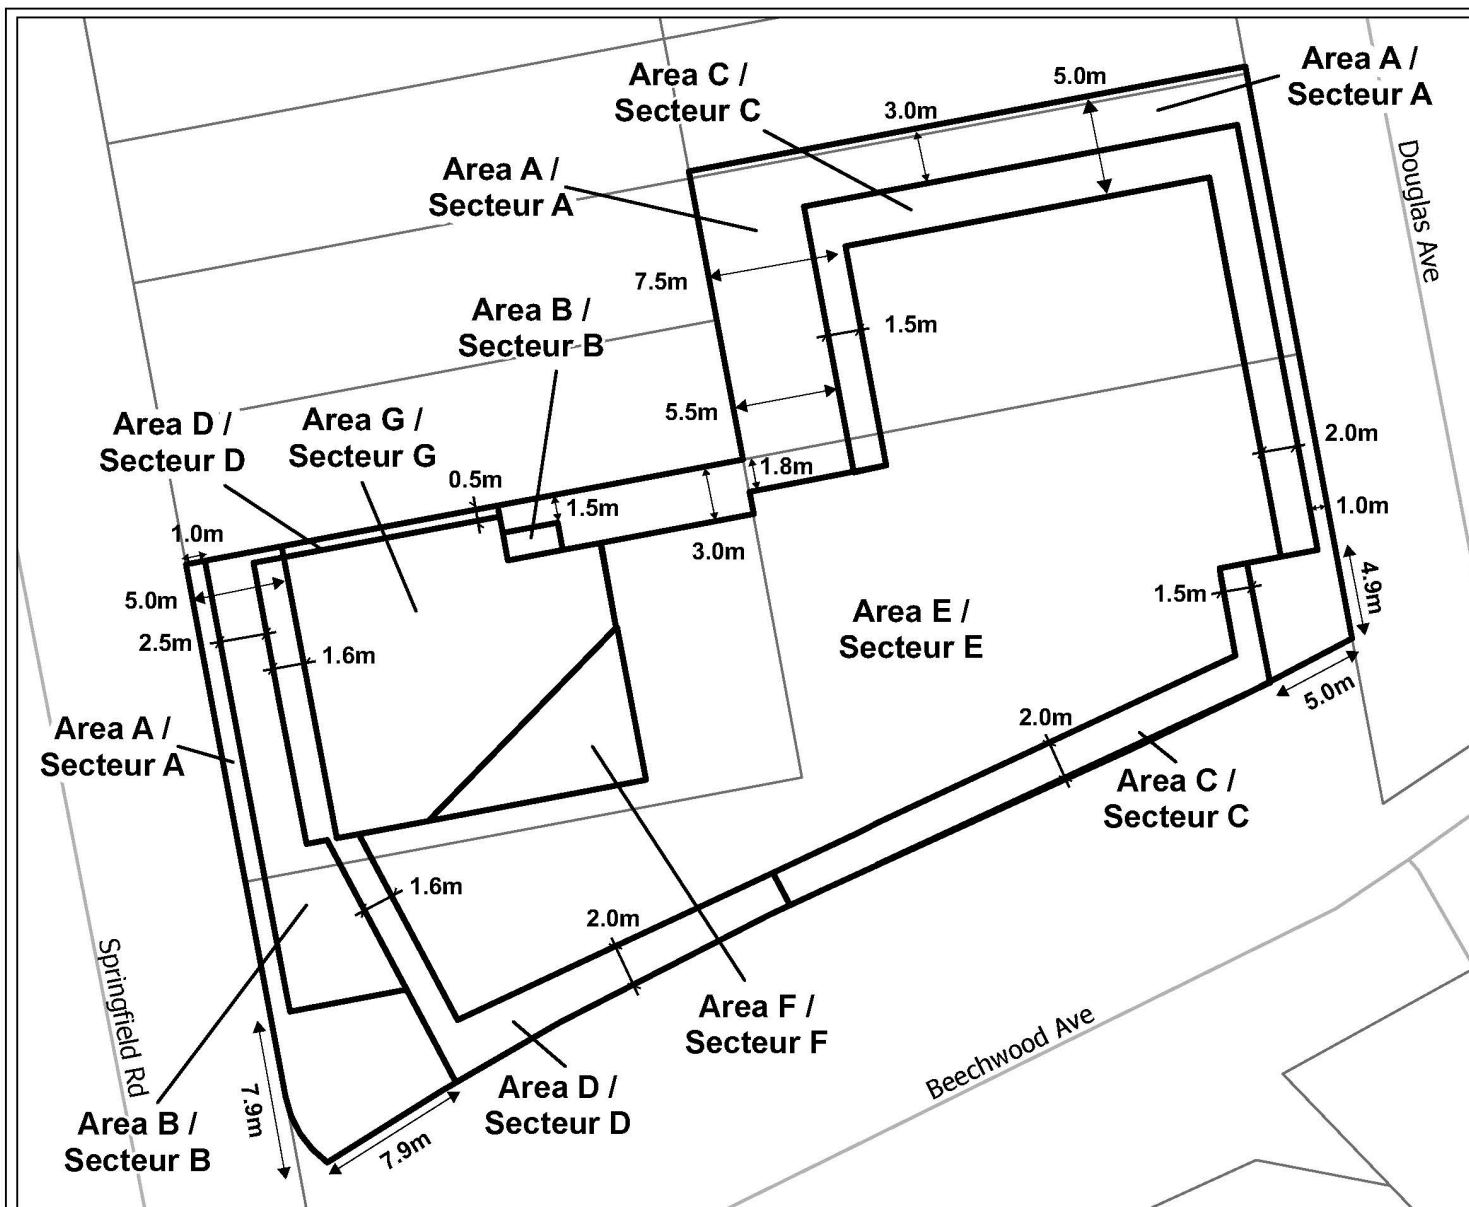 Area C /
Secteur C
5.0m
Area A /
Secteur A
3.0m
Douglas Ave
Area A /
Secteur A
7.5m
Area B /
Secteur B
1.5m
5.5m
Area D /
Secteur D
Area G /
Secteur G
2.0m
0.5m
1.8m
1.5m
1.0m
1.0m
3.0m
5.0m
4.9m
1.5m
2.5m
1.6m
Area E /
Secteur E
5.0m
Area A /
Secteur A
2.0m
Area C /
Secteur C
1.6m
2.0m
Springfield Rd
Area F /
Secteur F
Beechwood Ave
Area D /
Secteur D
7.9m
7.9m
Area B /
Secteur B